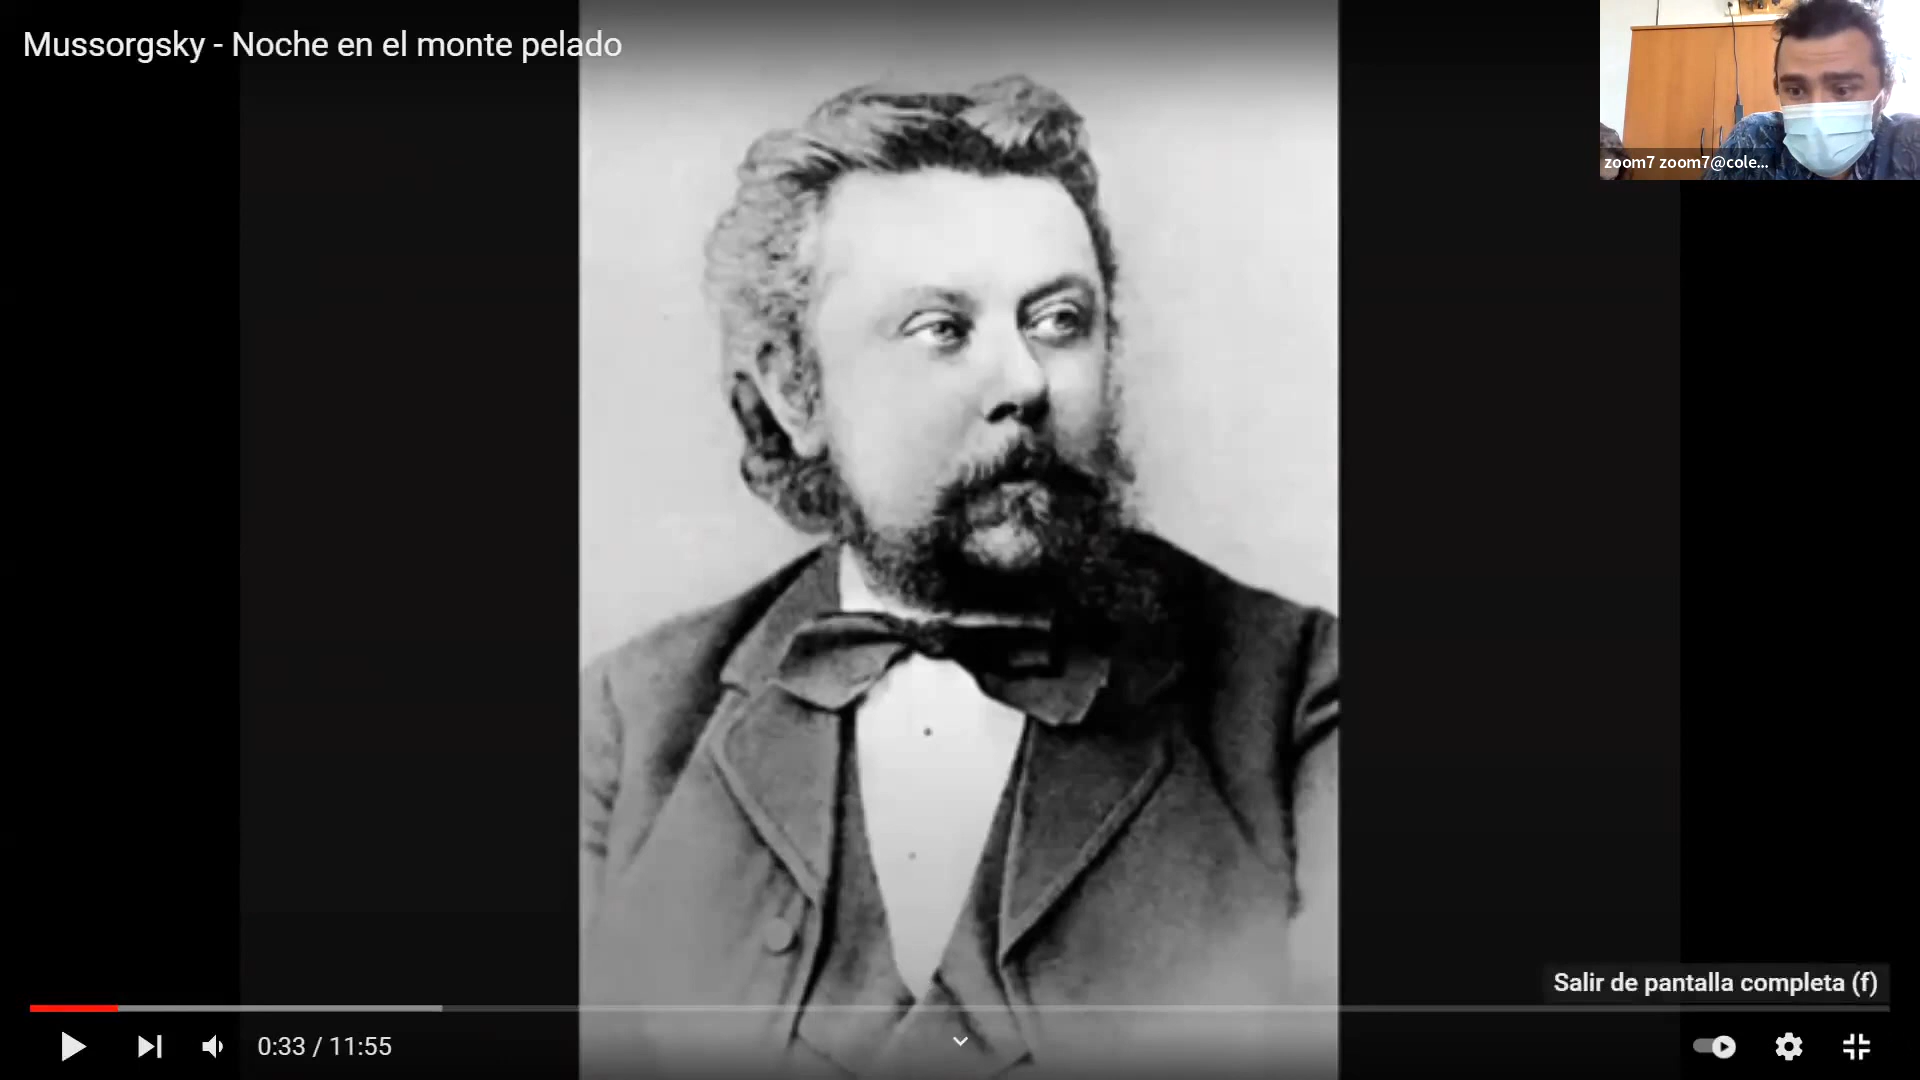 Mussorgsky - Noche en el monte pelado
zoom7 zoom7@cole...
Salir de pantalla completa (f)
0:33 / 11:55